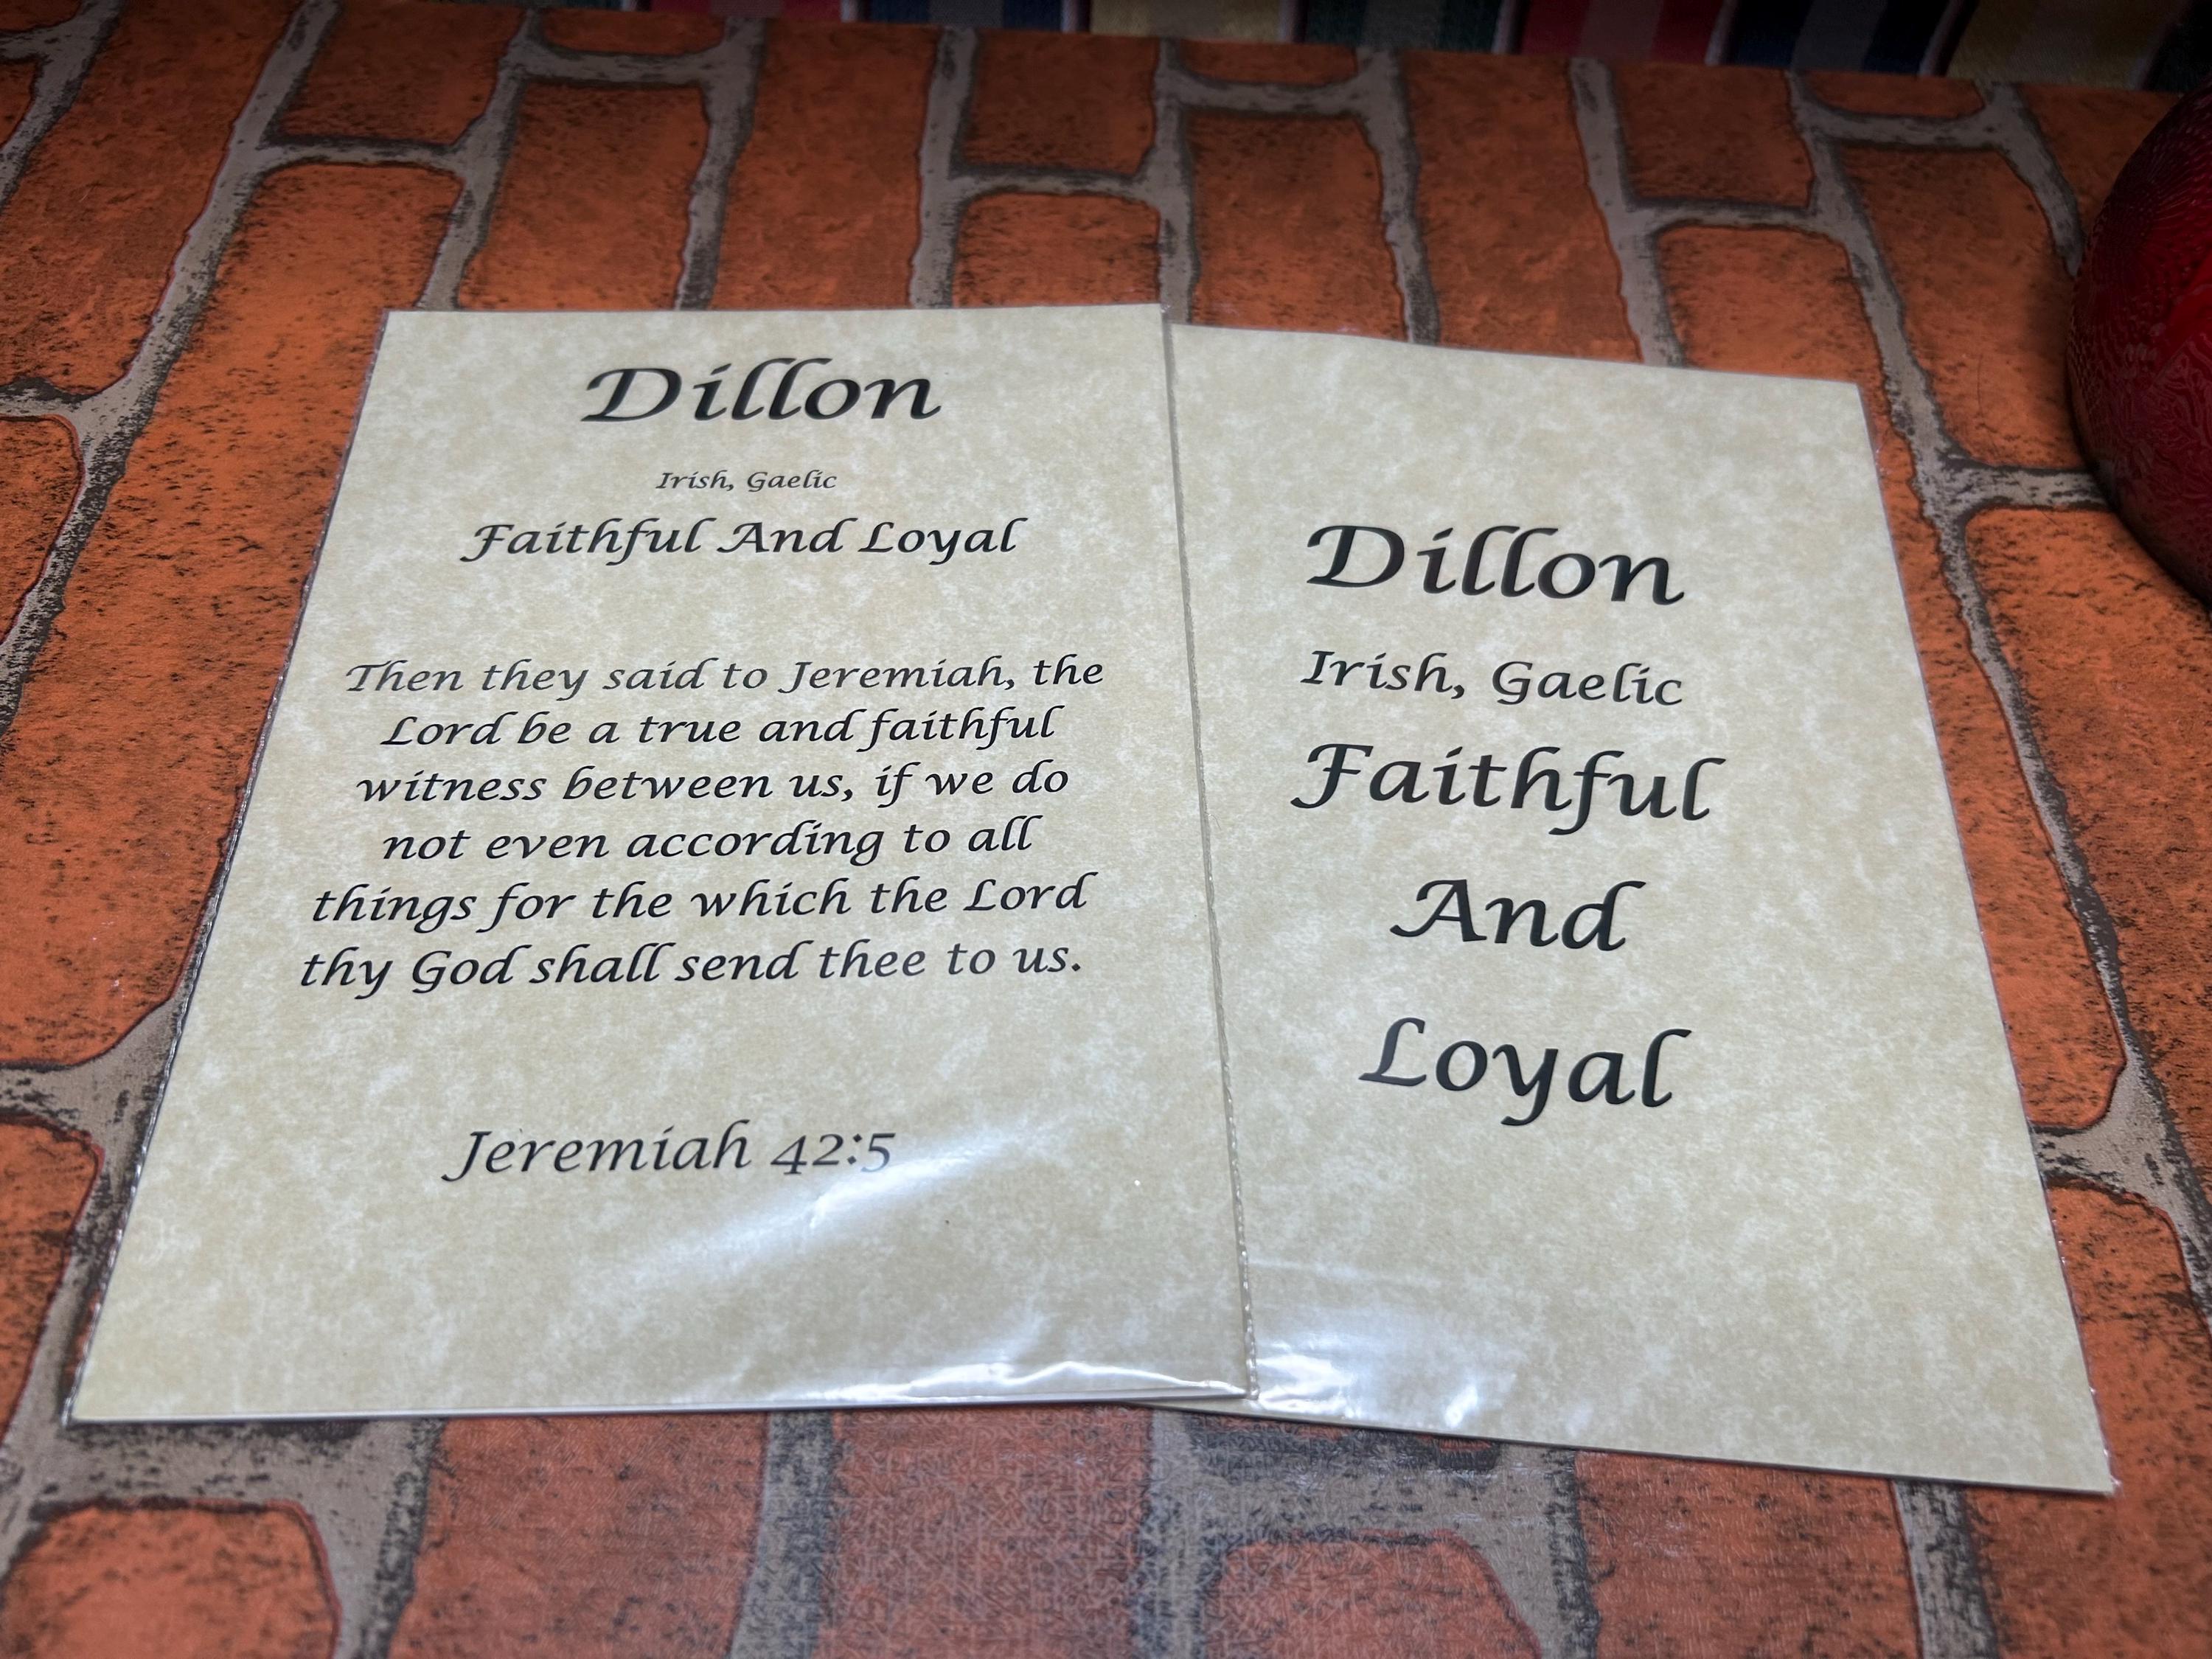 Dillon
Irish, Gaelic
Faithful And Loyal
Then they said to Jeremiah, the
Lord be a true and faithful
witness between us, if we do
not even according to all
things for the which the Lord
thy God shall send thee to us.
Jeremiah 42:5
Dillon
Irish, Gaelic
Faithful
And
Loyal